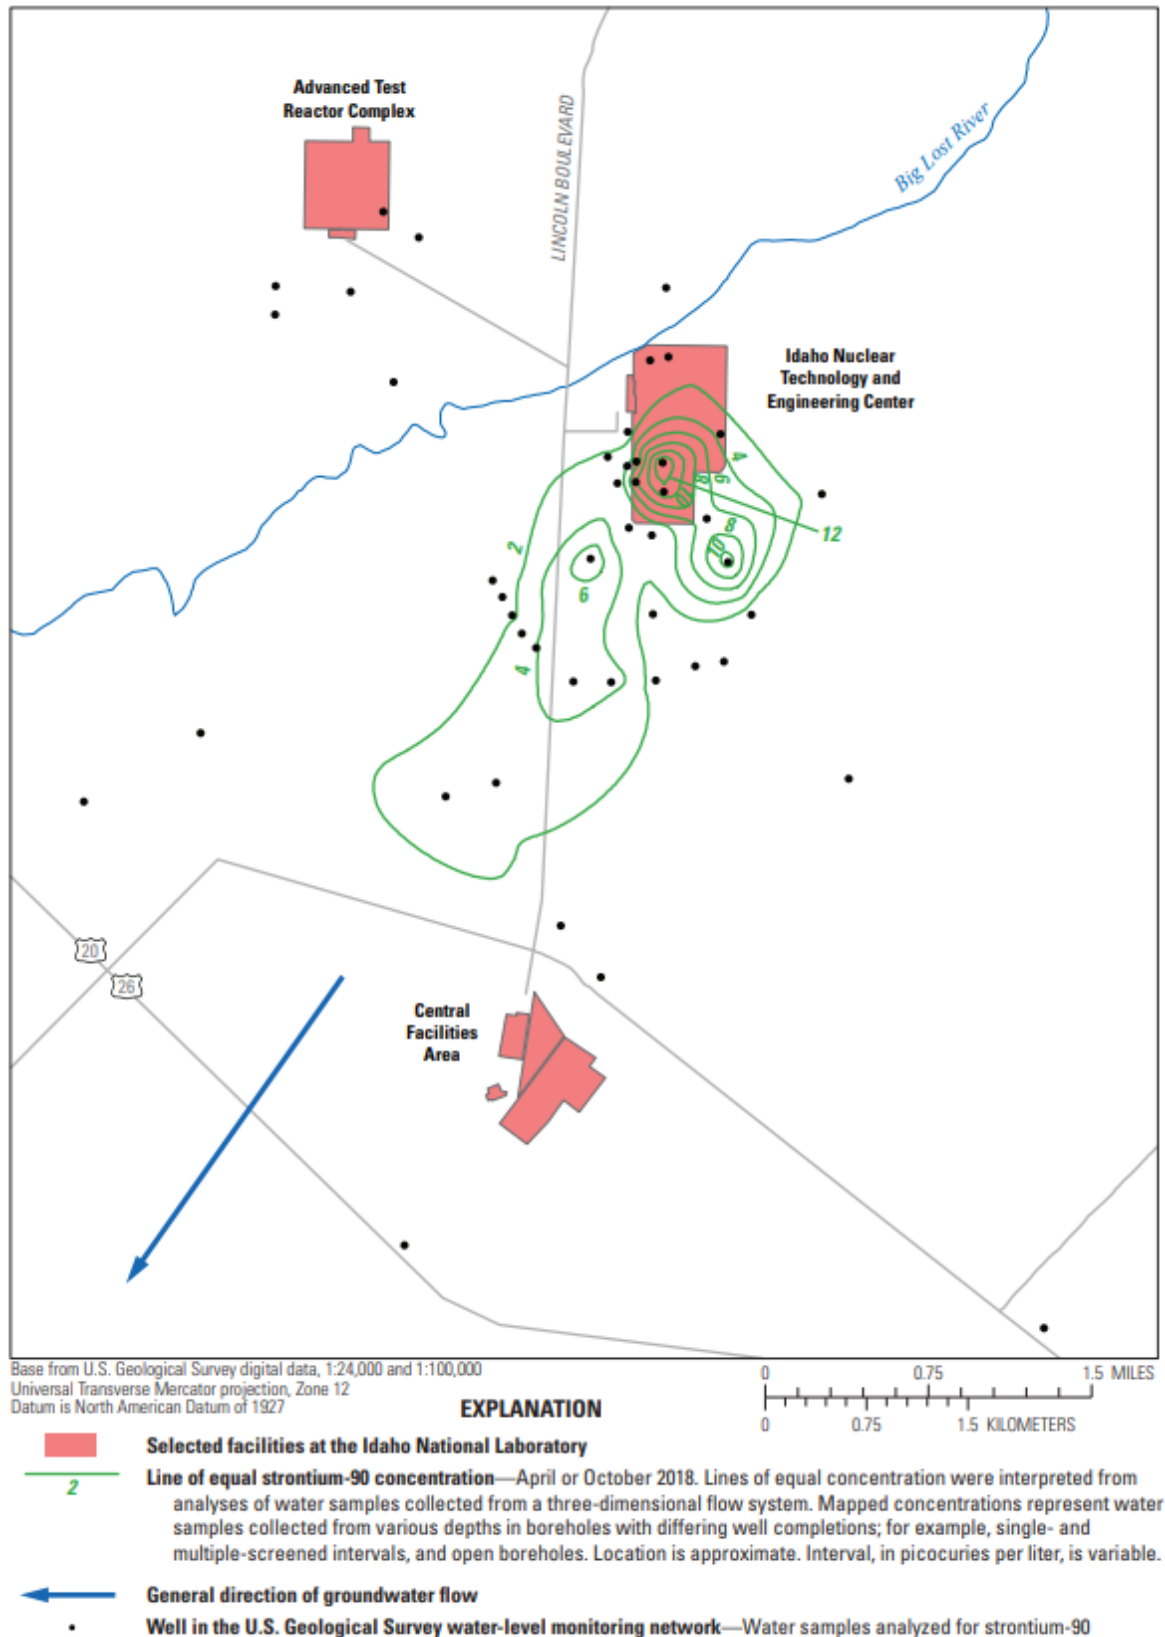 Advanced Test
Reactor Complex
LINCOLN BOULEVARD
Big Lost River
Idaho Nuclear
Technology and
Engineering Center
4
6
8
10
12
8
10
2
6
4
20
26
Central
Facilities
Area
Base from U.S. Geological Survey digital data, 1:24,000 and 1:100,000
Universal Transverse Mercator projection, Zone 12
Datum is North American Datum of 1927
0 0.75 1.5 MILES
0 0.75 1.5 KILOMETERS
EXPLANATION
Selected facilities at the Idaho National Laboratory
2
Line of equal strontium-90 concentration—April or October 2018. Lines of equal concentration were interpreted from
analyses of water samples collected from a three-dimensional flow system. Mapped concentrations represent water
samples collected from various depths in boreholes with differing well completions; for example, single- and
multiple-screened intervals, and open boreholes. Location is approximate. Interval, in picocuries per liter, is variable.
General direction of groundwater flow
Well in the U.S. Geological Survey water-level monitoring network—Water samples analyzed for strontium-90